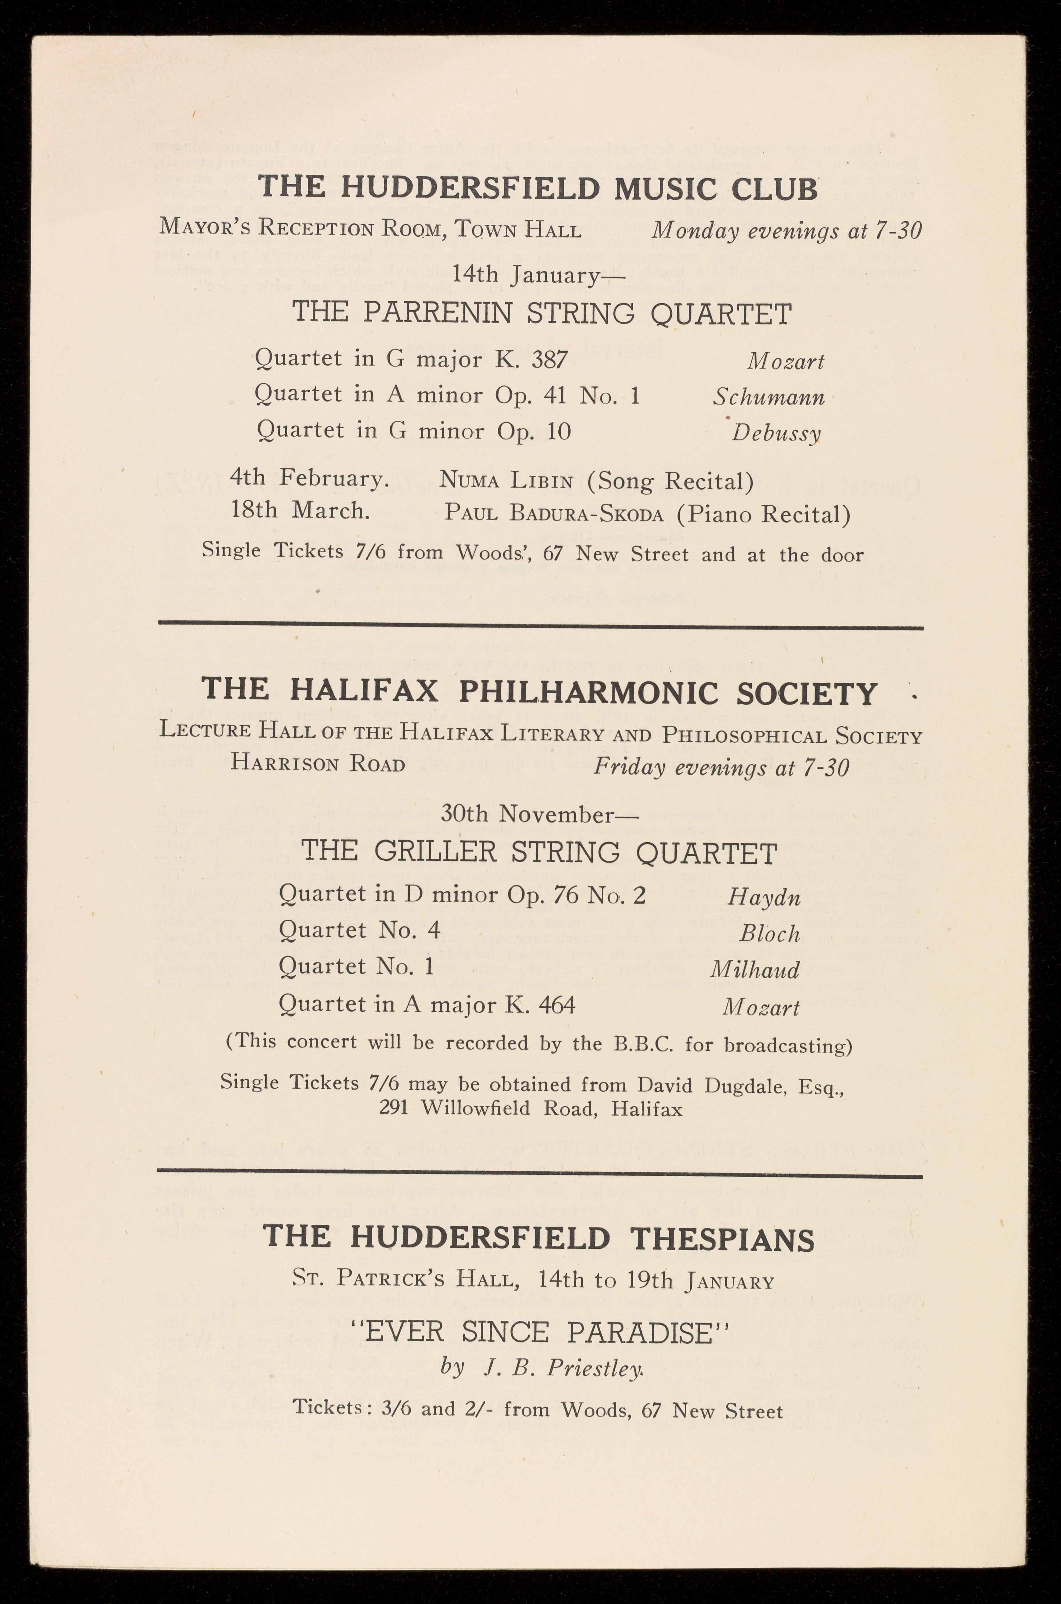 THE HUDDERSFIELD MUSIC CLUB
MAYOR'S RECEPTION ROOM, TOWN HALL Monday evenings at 7-30
14th January—
THE PARRENIN STRING QUARTET
Quartet in G major K. 387 Mozart
Quartet in A minor Op. 41 No. 1 Schumann
Quartet in G minor Op. 10 Debussy
4th February. NUMA LIBIN (Song Recital)
18th March. PAUL BADURA-SKODA (Piano Recital)
Single Tickets 7/6 from Woods', 67 New Street and at the door
THE HALIFAX PHILHARMONIC SOCIETY
LECTURE HALL OF THE HALIFAX LITERARY AND PHILOSOPHICAL SOCIETY
HARRISON ROAD Friday evenings at 7-30
30th November—
THE GRILLER STRING QUARTET
Quartet in D minor Op. 76 No. 2 Haydn
Quartet No. 4 Bloch
Quartet No. 1 Milhaud
Quartet in A major K. 464 Mozart
(This concert will be recorded by the B.B.C. for broadcasting)
Single Tickets 7/6 may be obtained from David Dugdale, Esq.,
291 Willowfield Road, Halifax
THE HUDDERSFIELD THESPIANS
ST. PATRICK'S HALL, 14th to 19th JANUARY
"EVER SINCE PARADISE"
by J. B. Priestley.
Tickets: 3/6 and 2/- from Woods, 67 New Street